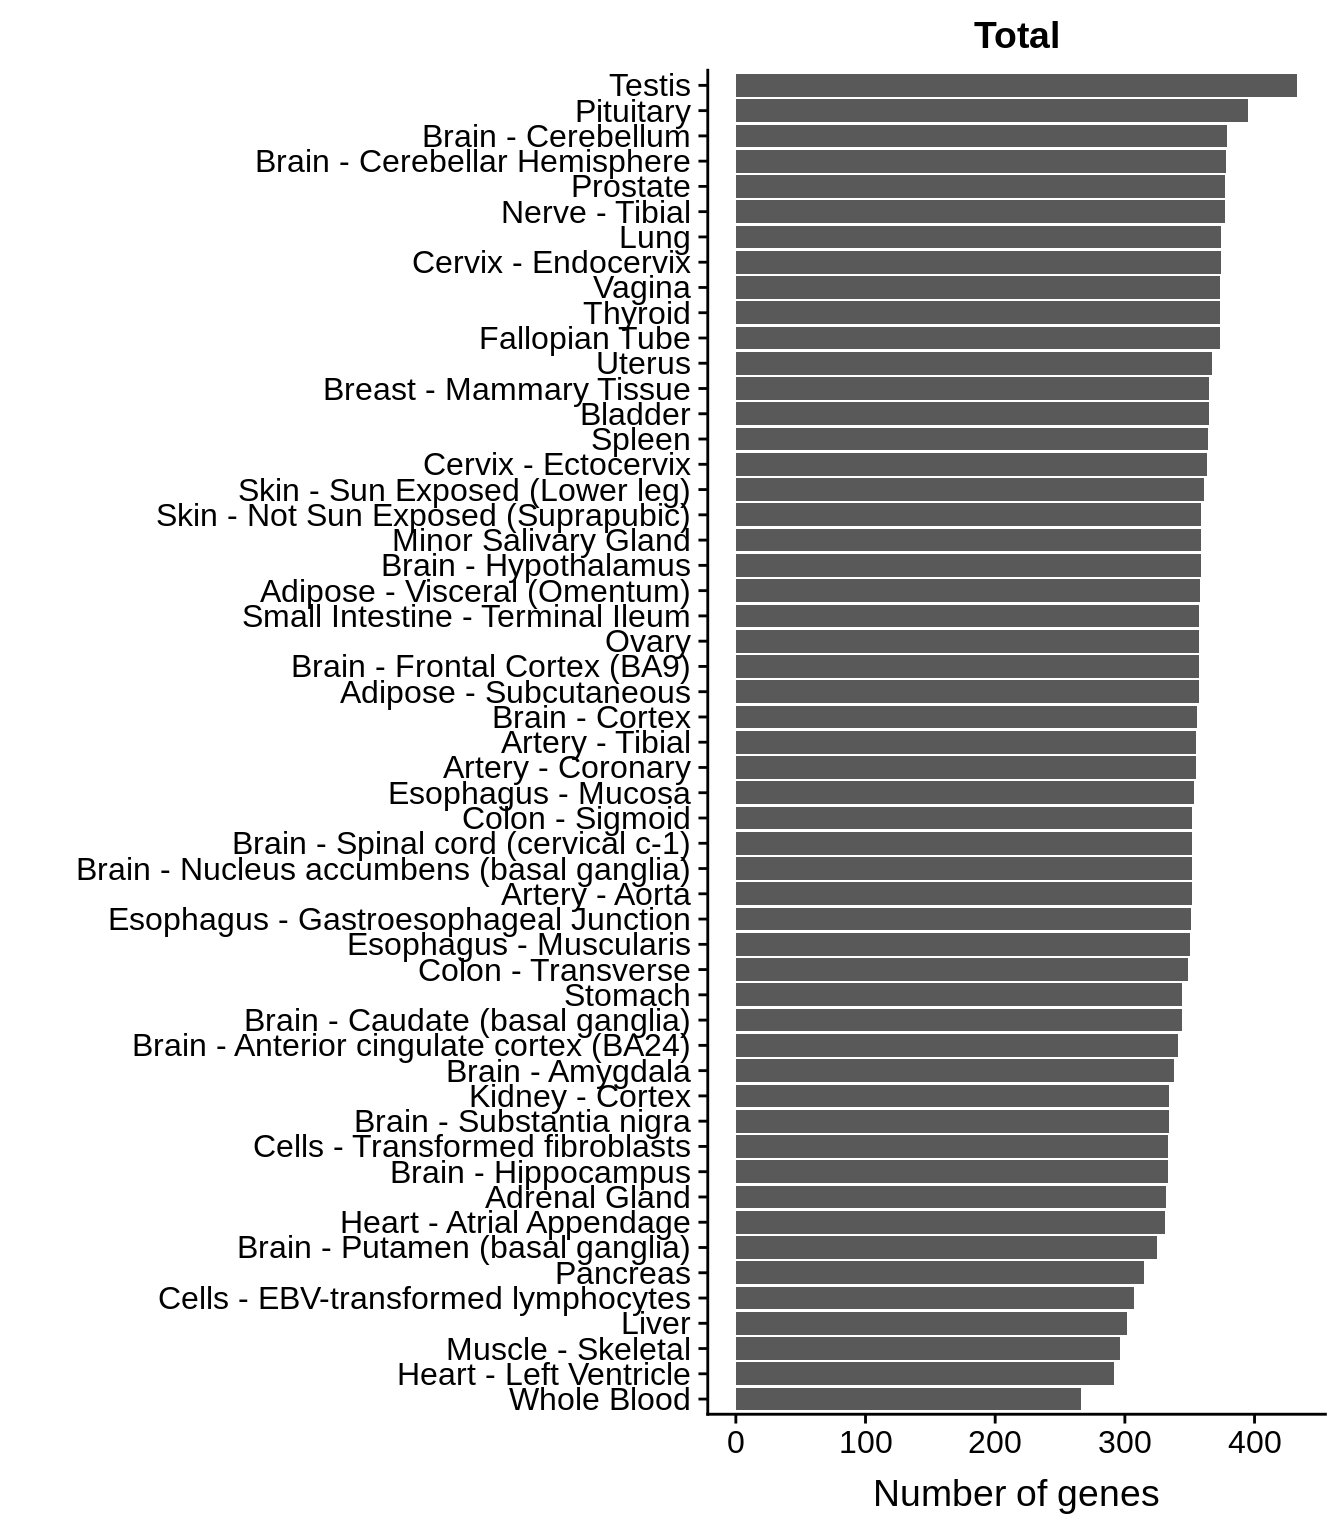 Total
Testis
Pituitary
Brain - Cerebellum
Brain - Cerebellar Hemisphere
Prostate
Nerve - Tibial
Lung
Cervix - Endocervix
Vagina
Thyroid
Fallopian Tube
Uterus
Breast - Mammary Tissue
Bladder
Spleen
Cervix - Ectocervix
Skin - Sun Exposed (Lower leg)
Skin - Not Sun Exposed (Suprapubic)
Minor Salivary Gland
Brain - Hypothalamus
Adipose - Visceral (Omentum)
Small Intestine - Terminal Ileum
Ovary
Brain - Frontal Cortex (BA9)
Adipose - Subcutaneous
Brain - Cortex
Artery - Tibial
Artery - Coronary
Esophagus - Mucosa
Colon - Sigmoid
Brain - Spinal cord (cervical c-1)
Brain - Nucleus accumbens (basal ganglia)
Artery - Aorta
Esophagus - Gastroesophageal Junction
Esophagus - Muscularis
Colon - Transverse
Stomach
Brain - Caudate (basal ganglia)
Brain - Anterior cingulate cortex (BA24)
Brain - Amygdala
Kidney - Cortex
Brain - Substantia nigra
Cells - Transformed fibroblasts
Brain - Hippocampus
Adrenal Gland
Heart - Atrial Appendage
Brain - Putamen (basal ganglia)
Pancreas
Cells - EBV-transformed lymphocytes
Liver
Muscle - Skeletal
Heart - Left Ventricle
Whole Blood
0 100 200 300 400
Number of genes